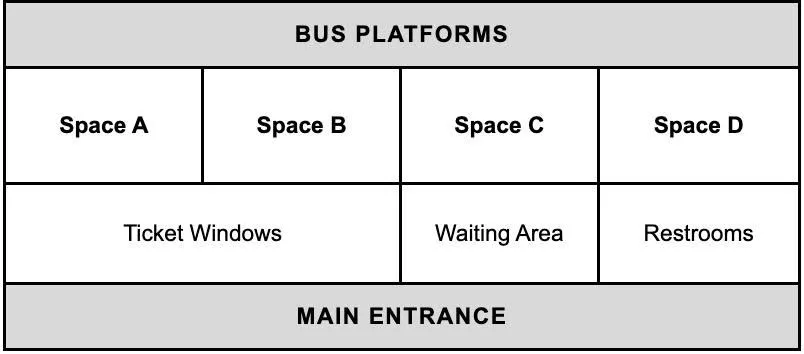 BUS PLATFORMS
Space A
Space B
Space C
Space D
Ticket Windows
Waiting Area
Restrooms
MAIN ENTRANCE